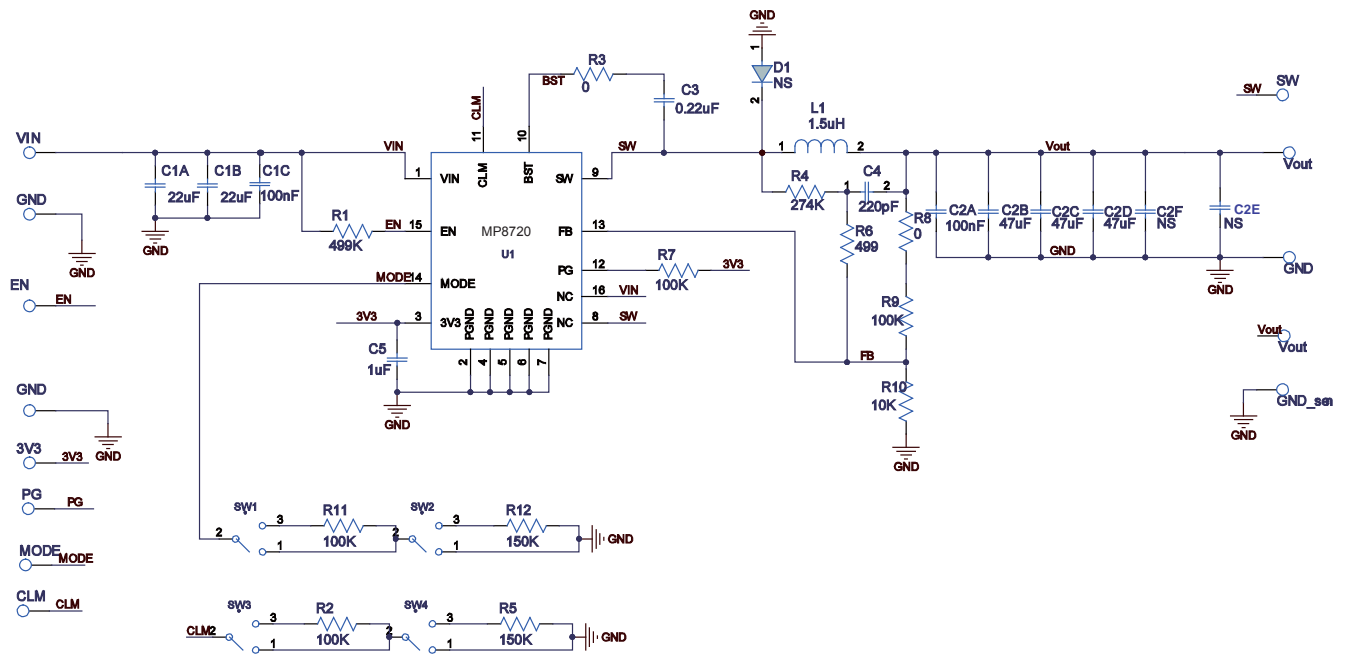 GND
1
D1
NS
2
R3
BST
0
C3
0.22uF
CLM
11
10
L1
1.5uH
SW
SW
VIN
VIN
SW
1
2
Vout
Vout
C1A
22uF
C1B
22uF
C1C
100nF
1
VIN
CLM
BST
SW
9
R4
274K
1
C4
2
220pF
C2A
100nF
C2B
47uF
C2C
47uF
C2D
47uF
C2F
NS
C2E
NS
GND
GND
GND
R1
499K
EN
15
EN
MP8720
U1
FB
13
R6
499
R8
0
GND
GND
GND
EN
EN
MODE
14
MODE
PG
12
R7
100K
3V3
NC
16
VIN
3V3
3
3V3
NC
8
SW
PGND
PGND
PGND
PGND
PGND
2
4
5
6
7
C5
1uF
GND
R9
100K
FB
R10
10K
GND
Vout
Vout
GND_sen
GND
GND
GND
3V3
3V3
PG
PG
MODE
MODE
CLM
CLM
SW1
2
3
1
R11
100K
SW2
2
3
1
R12
150K
GND
CLM
2
SW3
3
1
R2
100K
SW4
2
3
1
R5
150K
GND